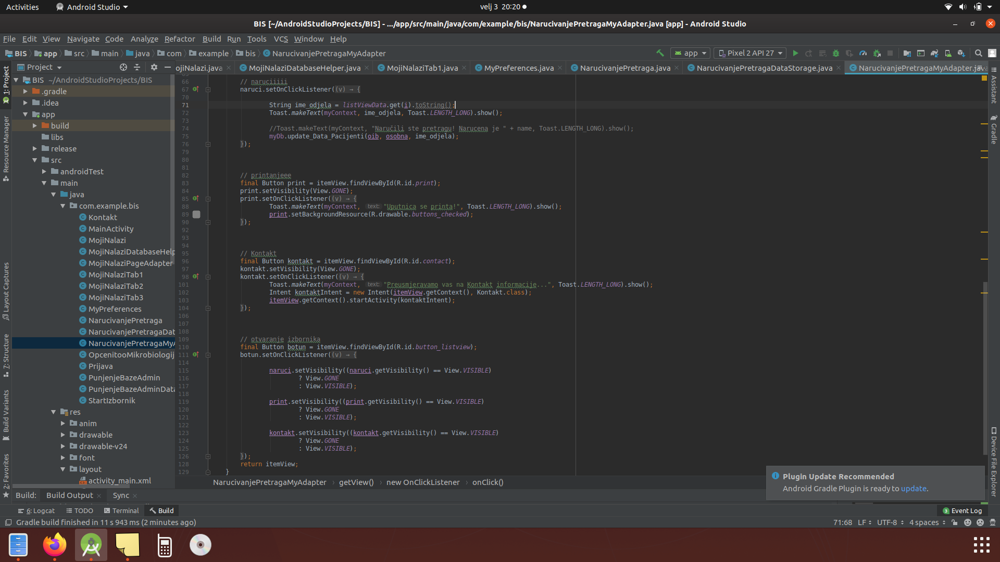 Activities
Android Studio
velj 3 20:20
BIS [~/AndroidStudioProjects/BIS] - .../app/src/main/java/com/example/bis/NarucivanjePretragaMyAdapter.java [app] - Android Studio
File Edit View Navigate Code Analyze Refactor Build Run Tools VCS Window Help
BIS app src main java com example bis NarucivanjePretragaMyAdapter
app Pixel 2 API 27
Project
ojiNalazi.java MojiNalaziDatabaseHelper.java MojiNalaziTab1.java MyPreferences.java NarucivanjePretraga.java NarucivanjePretragaDataStorage.java NarucivanjePretragaMyAdapter.java
1: Project
Resource Manager
Layout Captures
7: Structure
Build Variants
2: Favorites
BIS ~/AndroidStudioProjects/BIS
.gradle
.idea
app
build
libs
release
src
androidTest
main
java
com.example.bis
Kontakt
MainActivity
MojiNalazi
MojiNalaziDatabaseHelp
MojiNalaziPageAdapter
MojiNalaziTab1
MojiNalaziTab2
MojiNalaziTab3
MyPreferences
NarucivanjePretraga
NarucivanjePretragaDat
NarucivanjePretragaMyA
OpcenitooMikrobiologij
Prijava
PunjenjeBazeAdmin
PunjenjeBazeAdminData
StartIzbornik
res
anim
drawable
drawable-v24
font
layout
activity_main.xml
66 // naruciiiii
67 naruci.setOnClickListener((v) → {
70
71 String ime_odjela = listViewData.get(i).toString();
72 Toast.makeText(myContext, ime_odjela, Toast.LENGTH_LONG).show();
73
74 //Toast.makeText(myContext, "Naručili ste pretragu! Narucena je " + name, Toast.LENGTH_LONG).show();
75 myDb.update_Data_Pacijenti(oib, osobna, ime_odjela);
76 });
79
80
81
82 // printanjeee
83 final Button print = itemView.findViewById(R.id.print);
84 print.setVisibility(View.GONE);
85 print.setOnClickListener((v) → {
88 Toast.makeText(myContext, text: "Uputnica se printa!", Toast.LENGTH_LONG).show();
89 print.setBackgroundResource(R.drawable.buttons_checked);
90 });
92
93
94
95 // Kontakt
96 final Button kontakt = itemView.findViewById(R.id.contact);
97 kontakt.setVisibility(View.GONE);
98 kontakt.setOnClickListener((v) → {
101 Toast.makeText(myContext, text: "Preusmjeravamo vas na Kontakt informacije...", Toast.LENGTH_LONG).show();
102 Intent kontaktIntent = new Intent(itemView.getContext(), Kontakt.class);
103 itemView.getContext().startActivity(kontaktIntent);
104 });
106
107
108
109 // otvaranje izbornika
110 final Button botun = itemView.findViewById(R.id.button_listview);
111 botun.setOnClickListener((v) → {
114
115 naruci.setVisibility((naruci.getVisibility() == View.VISIBLE)
116 ? View.GONE
117 : View.VISIBLE);
118
119 print.setVisibility((print.getVisibility() == View.VISIBLE)
120 ? View.GONE
121 : View.VISIBLE);
122
123 kontakt.setVisibility((kontakt.getVisibility() == View.VISIBLE)
124 ? View.GONE
125 : View.VISIBLE);
126 });
128 return itemView;
129 }
NarucivanjePretragaMyAdapter getView() new OnClickListener onClick()
Assistant
Gradle
Device File Explorer
Plugin Update Recommended
Android Gradle Plugin is ready to update.
Build: Build Output Sync
6: Logcat TODO Terminal Build
3 Event Log
Gradle build finished in 11 s 943 ms (2 minutes ago)
71:68 LF UTF-8 4 spaces